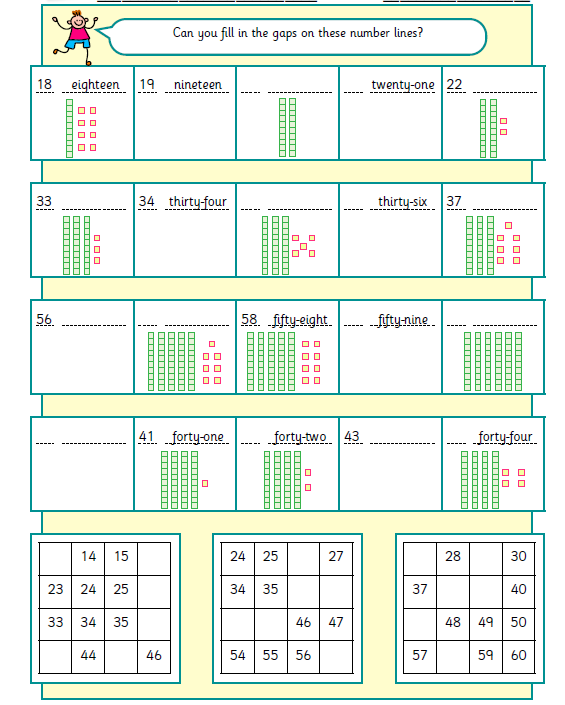 Can you fill in the gaps on these number lines?
18 eighteen 19 nineteen twenty-one 22
33 34 thirty-four thirty-six 37
56 58 fifty-eight fifty-nine
41 forty-one forty-two 43 forty-four
14 15
23 24 25
33 34 35
44 46
24 25 27
34 35
46 47
54 55 56
28 30
37 40
48 49 50
57 59 60